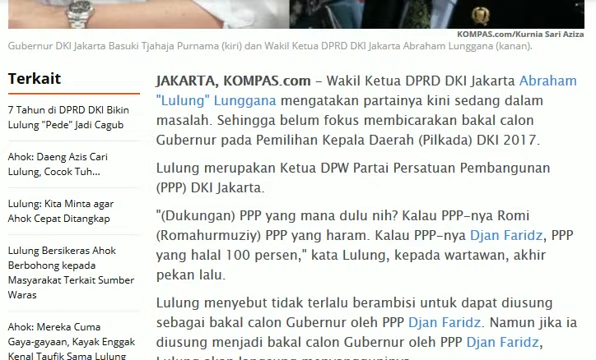 KOMPAS.com/Kurnia Sari Aziza
Gubernur DKI Jakarta Basuki Tjahaja Purnama (kiri) dan Wakil Ketua DPRD DKI Jakarta Abraham Lunggana (kanan).
Terkait
7 Tahun di DPRD DKI Bikin
Lulung "Pede" Jadi Cagub
Ahok: Daeng Azis Cari
Lulung, Cocok Tuh...
Lulung: Kita Minta agar
Ahok Cepat Ditangkap
Lulung Bersikeras Ahok
Berbohong kepada
Masyarakat Terkait Sumber
Waras
Ahok: Mereka Cuma
Gaya-gayaan, Kayak Enggak
Kenal Taufik Sama Lulung
JAKARTA, KOMPAS.com – Wakil Ketua DPRD DKI Jakarta Abraham
"Lulung" Lunggana mengatakan partainya kini sedang dalam
masalah. Sehingga belum fokus membicarakan bakal calon
Gubernur pada Pemilihan Kepala Daerah (Pilkada) DKI 2017.
Lulung merupakan Ketua DPW Partai Persatuan Pembangunan
(PPP) DKI Jakarta.
"(Dukungan) PPP yang mana dulu nih? Kalau PPP-nya Romi
(Romahurmuziy) PPP yang haram. Kalau PPP-nya Djan Faridz, PPP
yang halal 100 persen," kata Lulung, kepada wartawan, akhir
pekan lalu.
Lulung menyebut tidak terlalu berambisi untuk dapat diusung
sebagai bakal calon Gubernur oleh PPP Djan Faridz. Namun jika ia
diusung menjadi bakal calon Gubernur oleh PPP Djan Faridz,
Lulung akan langsung menyanggupinya.